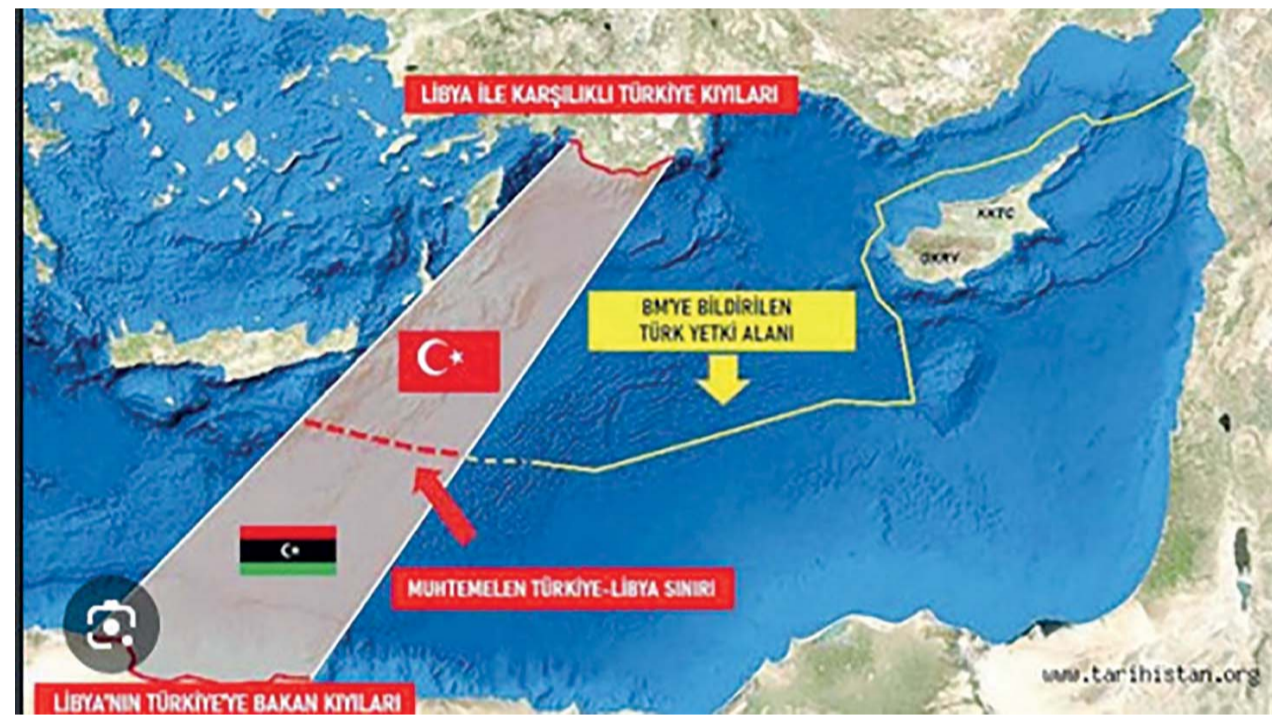 LİBYA İLE KARŞILIKLI TÜRKİYE KIYILARI
KKTC
GKRY
BM'YE BİLDİRİLEN
TÜRK YETKİ ALANI
MUHTEMELEN TÜRKİYE-LİBYA SINIRI
www.tarihistan.org
LİBYA'NIN TÜRKİYE'YE BAKAN KIYILARI